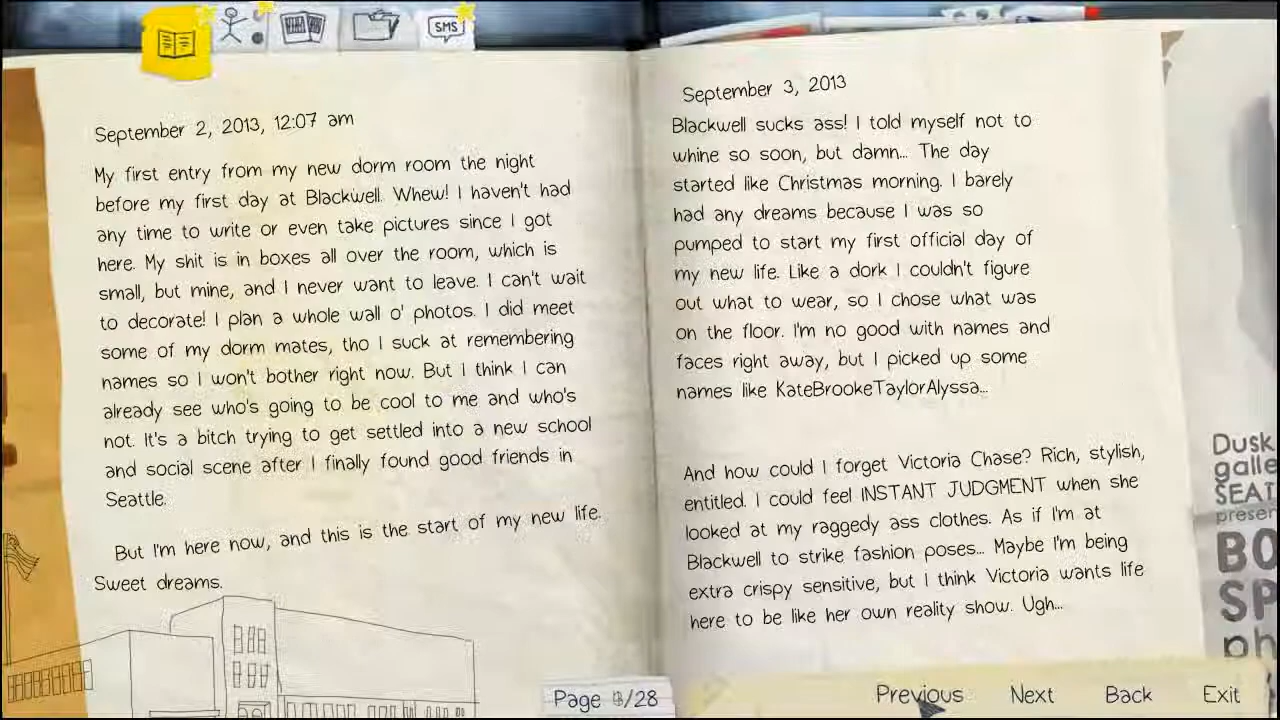 SMS
September 2, 2013, 12:07 am
My first entry from my new dorm room the night
before my first day at Blackwell. Whew! I haven't had
any time to write or even take pictures since I got
here. My shit is in boxes all over the room, which is
small, but mine, and I never want to leave. I can't wait
to decorate! I plan a whole wall o' photos. I did meet
some of my dorm mates, tho I suck at remembering
names so I won't bother right now. But I think I can
already see who's going to be cool to me and who's
not. It's a bitch trying to get settled into a new school
and social scene after I finally found good friends in
Seattle.
But I'm here now, and this is the start of my new life.
Sweet dreams.
September 3, 2013
Blackwell sucks ass! I told myself not to
whine so soon, but damn... The day
started like Christmas morning. I barely
had any dreams because I was so
pumped to start my first official day of
my new life. Like a dork I couldn't figure
out what to wear, so I chose what was
on the floor. I'm no good with names and
faces right away, but I picked up some
names like KateBrookeTaylorAlyssa...
And how could I forget Victoria Chase? Rich, stylish,
entitled. I could feel INSTANT JUDGMENT when she
looked at my raggedy ass clothes. As if I'm at
Blackwell to strike fashion poses... Maybe I'm being
extra crispy sensitive, but I think Victoria wants life
here to be like her own reality show. Ugh...
Dusk
galle
SEAT
presen
BO
SP
ph
Page /28
Previous Next Back Exit